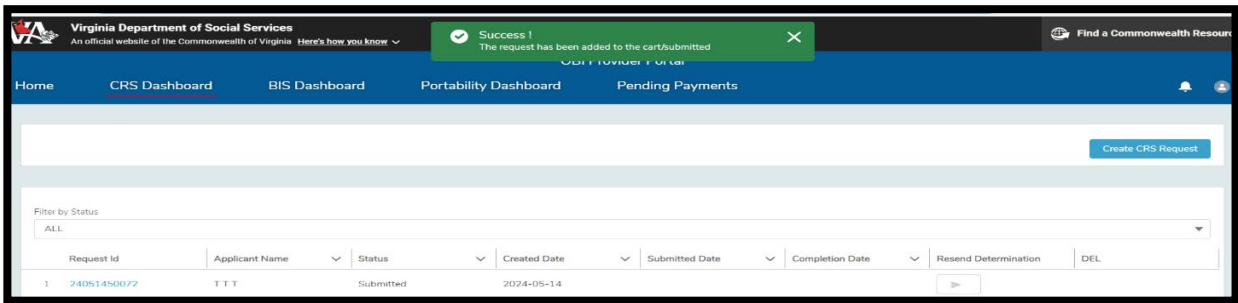 Virginia Department of Social Services
An official website of the Commonwealth of Virginia Here's how you know
Success !
The request has been added to the cart/submitted
Find a Commonwealth
OBI Provider Portal
Home CRS Dashboard BIS Dashboard Portability Dashboard Pending Payments
Create CRS Request
Filter by Status
ALL
Request Id Applicant Name Status Created Date Submitted Date Completion Date Resend Determination DEL
1 24051450072 T T T Submitted 2024-05-14